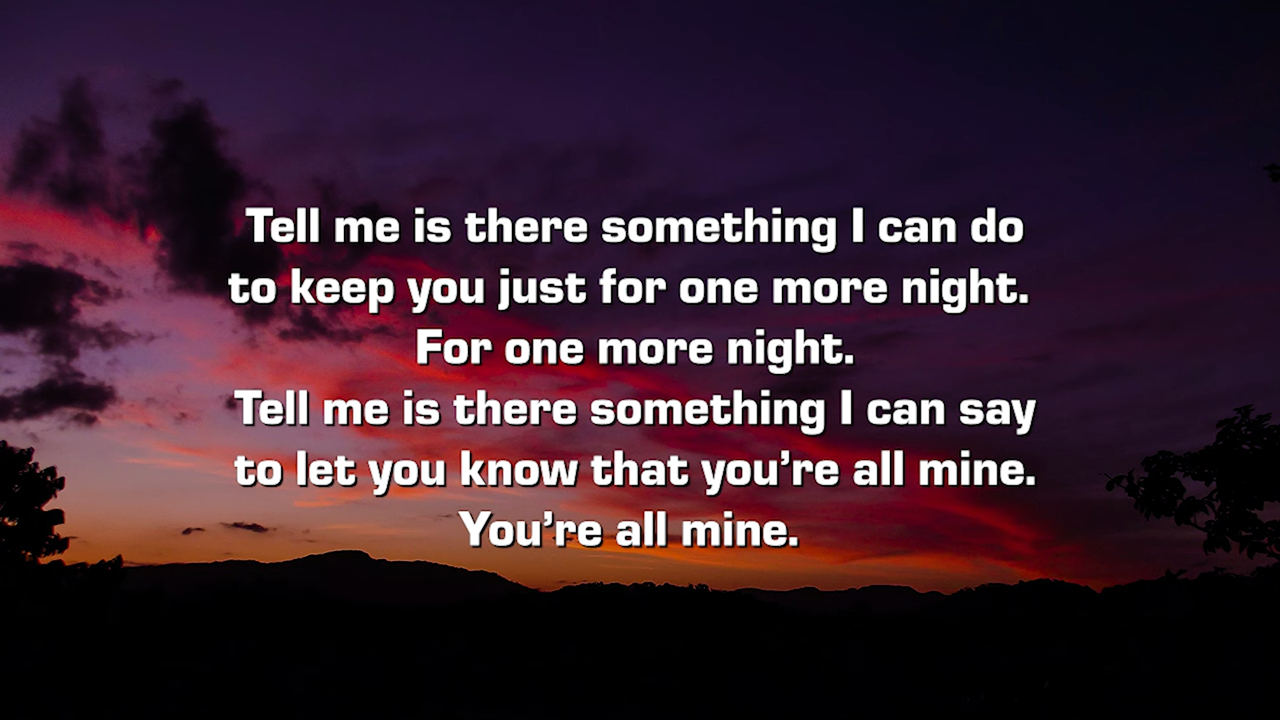 Tell me is there something I can do
to keep you just for one more night.
For one more night.
Tell me is there something I can say
to let you know that you’re all mine.
You’re all mine.